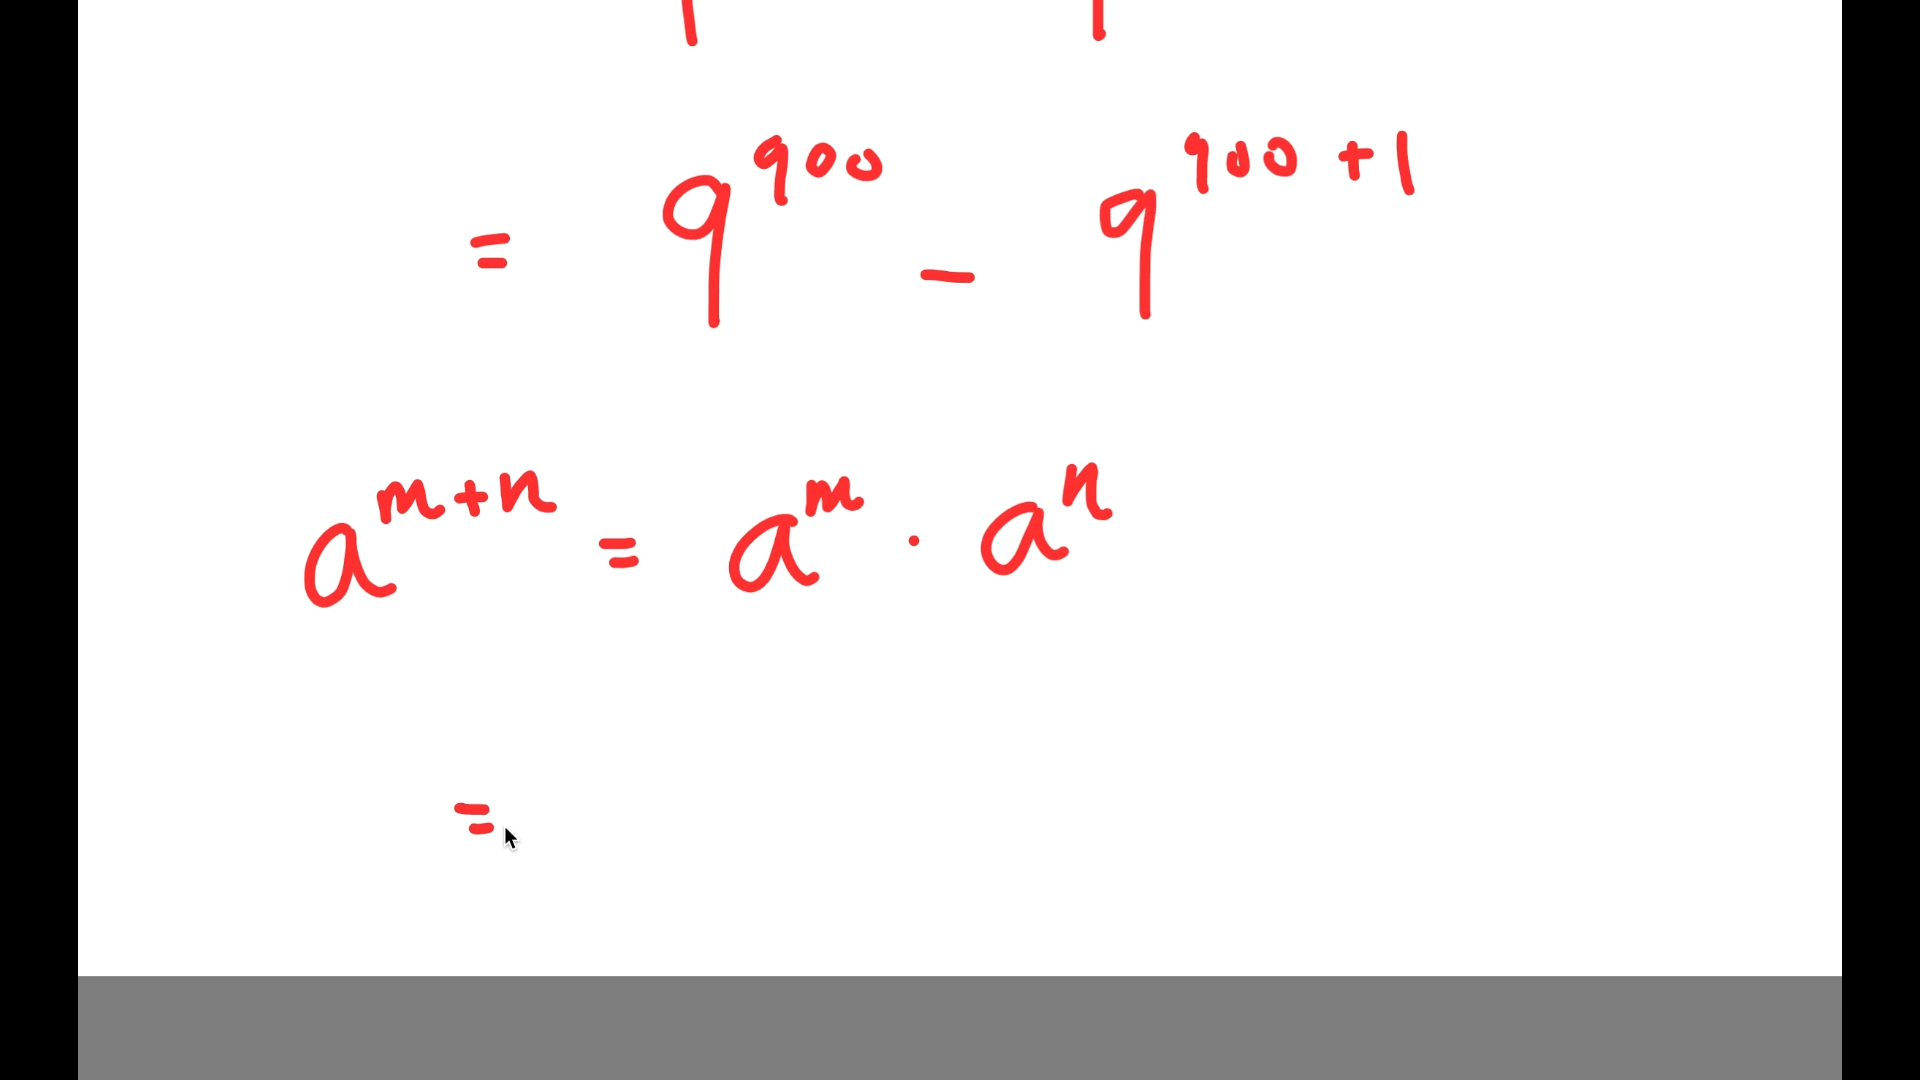 = 9^900 - 9^900+1
a^m+n = a^m · a^n
=